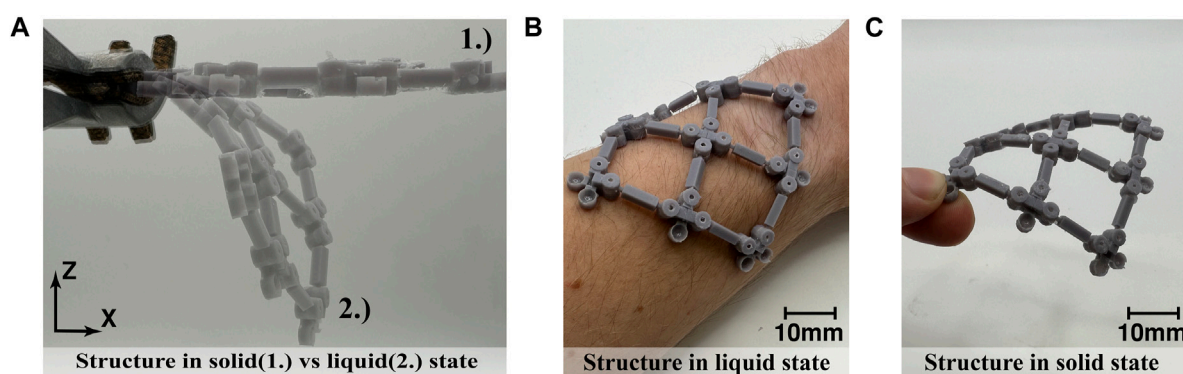 A
1.)
2.)
Z
X
Structure in solid(1.) vs liquid(2.) state
B
10mm
Structure in liquid state
C
10mm
Structure in solid state